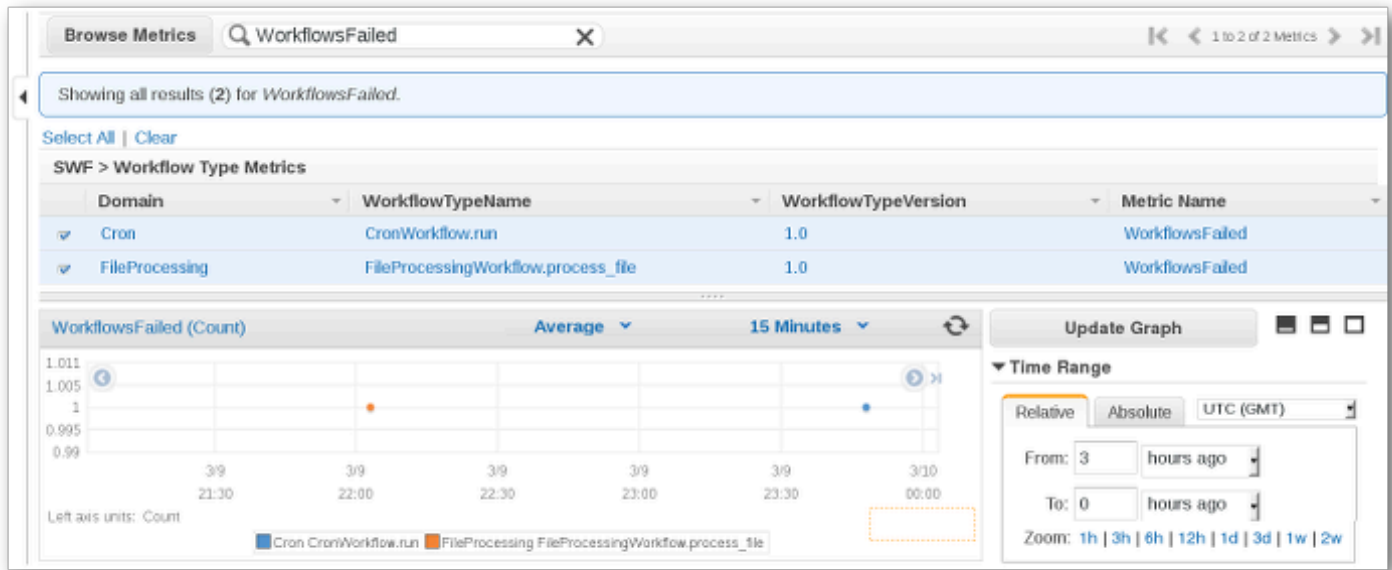 Browse Metrics WorkflowsFailed 1 to 2 of 2 Metrics
Showing all results (2) for WorkflowsFailed.
Select All | Clear
SWF > Workflow Type Metrics
Domain WorkflowTypeName WorkflowTypeVersion Metric Name
Cron CronWorkflow.run 1.0 WorkflowsFailed
FileProcessing FileProcessingWorkflow.process_file 1.0 WorkflowsFailed
WorkflowsFailed (Count) Average 15 Minutes Update Graph
Time Range
1.011
1.005
1
0.995
0.99
3/9 3/9 3/9 3/9 3/9 3/10
21:30 22:00 22:30 23:00 23:30 00:00
Left axis units: Count
Cron CronWorkflow.run FileProcessing FileProcessingWorkflow.process_file
Relative Absolute UTC (GMT)
From: 3 hours ago
To: 0 hours ago
Zoom: 1h | 3h | 6h | 12h | 1d | 3d | 1w | 2w